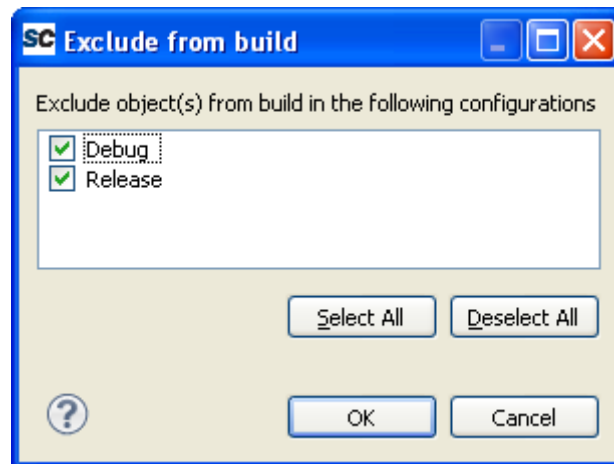 SC Exclude from build
Exclude object(s) from build in the following configurations
Debug
Release
Select All Deselect All
? OK Cancel